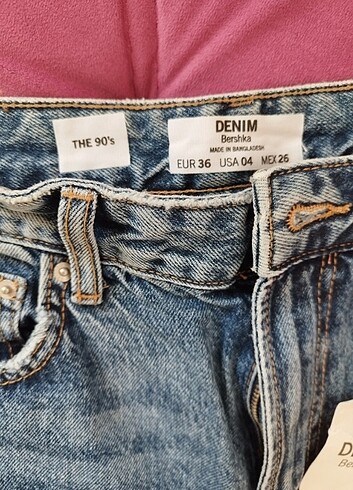 THE 90's
DENIM
Bershka
MADE IN BANGLADESH
EUR 36 USA 04 MEX 26